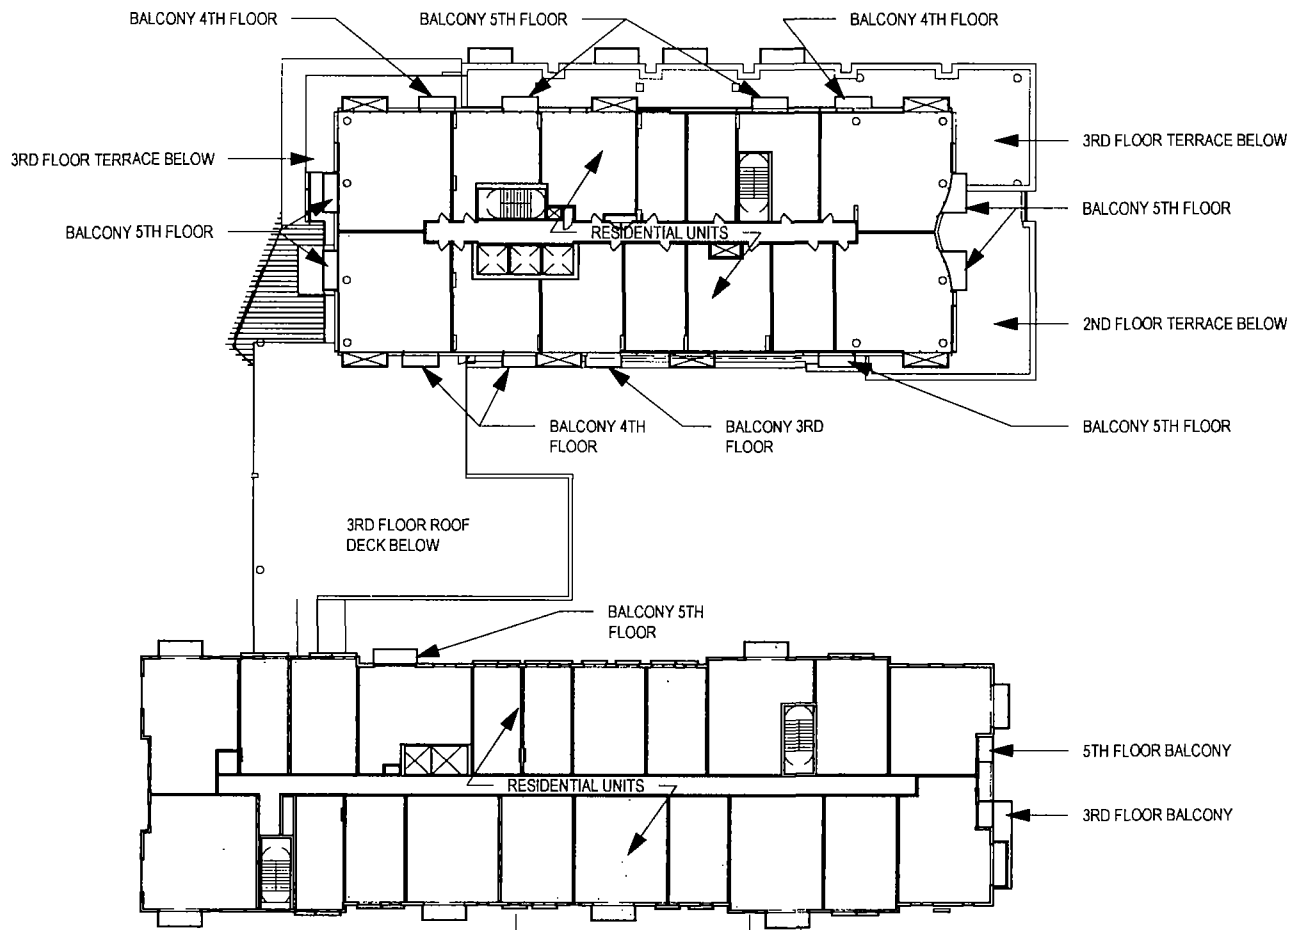 BALCONY 4TH FLOOR
BALCONY 5TH FLOOR
BALCONY 4TH FLOOR
3RD FLOOR TERRACE BELOW
3RD FLOOR TERRACE BELOW
BALCONY 5TH FLOOR
BALCONY 5TH FLOOR
RESIDENTIAL UNITS
2ND FLOOR TERRACE BELOW
BALCONY 4TH
FLOOR
BALCONY 3RD
FLOOR
BALCONY 5TH FLOOR
3RD FLOOR ROOF
DECK BELOW
BALCONY 5TH
FLOOR
5TH FLOOR BALCONY
RESIDENTIAL UNITS
3RD FLOOR BALCONY